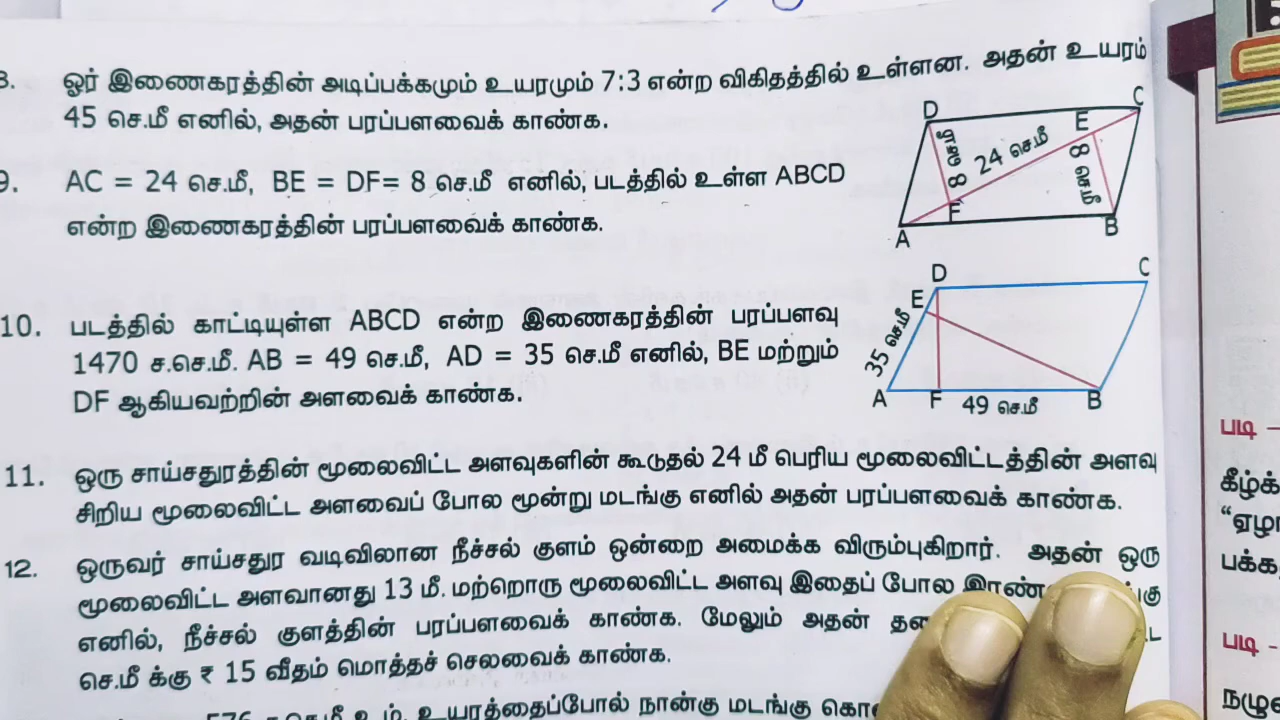 8. ஓர் இணைகரத்தின் அடிப்பக்கமும் உயரமும் 7:3 என்ற விகிதத்தில் உள்ளன. அதன் உயரம்
45 செ.மீ எனில், அதன் பரப்பளவைக் காண்க.
D C E 24 செ.மீ 8 செ.மீ 8 செ.மீ F A B
9. AC = 24 செ.மீ, BE = DF= 8 செ.மீ எனில், படத்தில் உள்ள ABCD
என்ற இணைகரத்தின் பரப்பளவைக் காண்க.
D C E 35 செ.மீ A F 49 செ.மீ B
10. படத்தில் காட்டியுள்ள ABCD என்ற இணைகரத்தின் பரப்பளவு
1470 ச.செ.மீ. AB = 49 செ.மீ, AD = 35 செ.மீ எனில், BE மற்றும்
DF ஆகியவற்றின் அளவைக் காண்க.
11. ஒரு சாய்சதுரத்தின் மூலைவிட்ட அளவுகளின் கூடுதல் 24 மீ பெரிய மூலைவிட்டத்தின் அளவு
சிறிய மூலைவிட்ட அளவைப் போல மூன்று மடங்கு எனில் அதன் பரப்பளவைக் காண்க.
12. ஒருவர் சாய்சதுர வடிவிலான நீச்சல் குளம் ஒன்றை அமைக்க விரும்புகிறார். அதன் ஒரு
மூலைவிட்ட அளவானது 13 மீ. மற்றொரு மூலைவிட்ட அளவு இதைப் போல
எனில், நீச்சல் குளத்தின் பரப்பளவைக் காண்க. மேலும் அதன்
செ.மீ க்கு ₹ 15 வீதம் மொத்தச் செலவைக் காண்க.
உயரத்தைப்போல் நான்கு மடங்கு
படி –
படி –